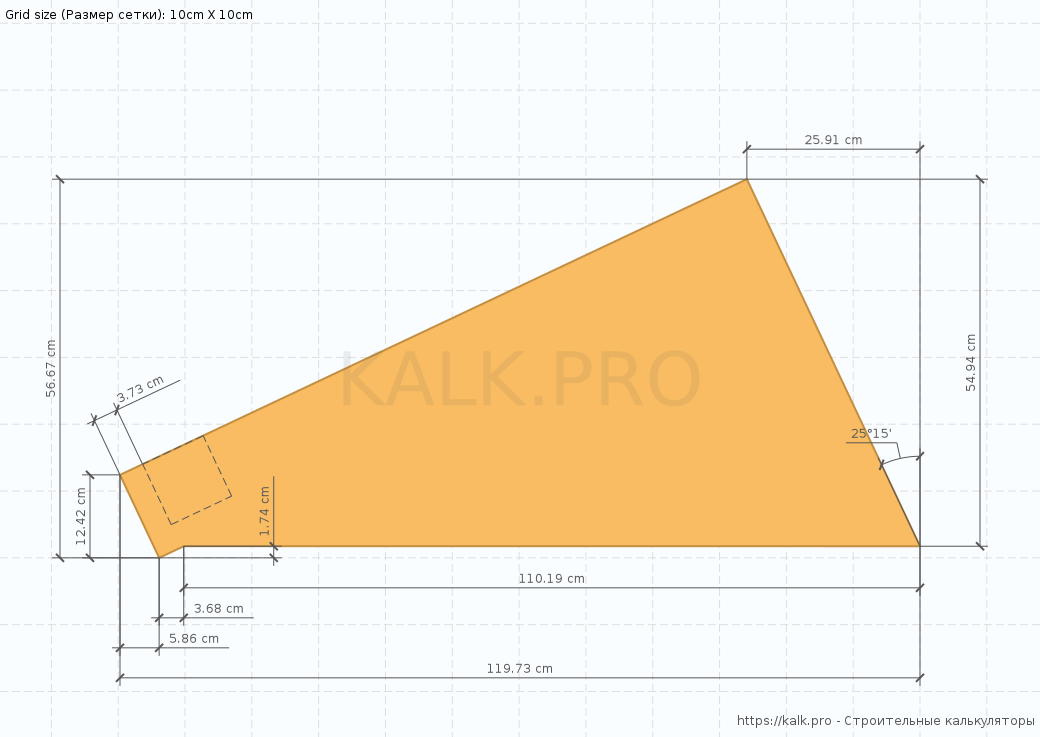 Grid size (Размер сетки): 10cm X 10cm
25.91 cm
56.67 cm
54.94 cm
3.73 cm
KALK.PRO
25°15'
12.42 cm
1.74 cm
110.19 cm
3.68 cm
5.86 cm
119.73 cm
https://kalk.pro - Строительные калькуляторы